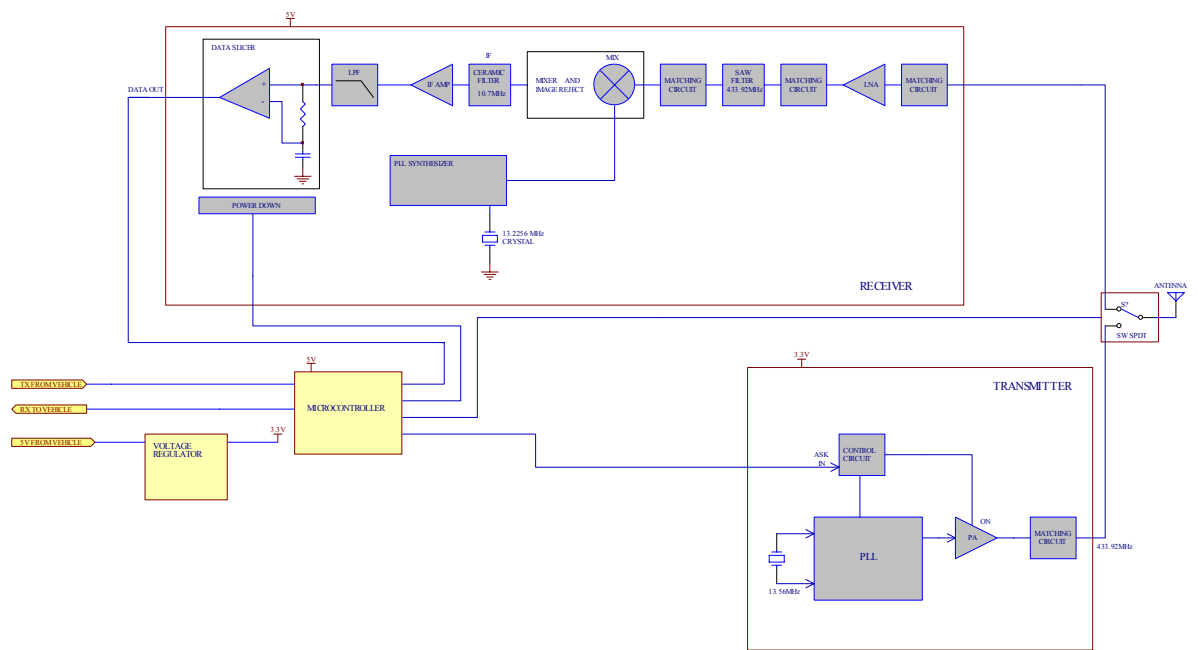 5V
DATA SLICER
+
-
DATA OUT
LPF
IF AMP
IF
CERAMIC
FILTER
10.7MHz
MIXER AND
IMAGE REJECT
MIX
MATCHING
CIRCUIT
SAW
FILTER
433.92MHz
MATCHING
CIRCUIT
LNA
MATCHING
CIRCUIT
PLL SYNTHESIZER
POWER DOWN
13.2256 MHz
CRYSTAL
RECEIVER
ANTENNA
S?
SW SPDT
5V
TX FROM VEHICLE
RX TO VEHICLE
MICROCONTROLLER
5V FROM VEHICLE
VOLTAGE
REGULATOR
3.3V
3.3V
TRANSMITTER
ASK
IN
CONTROL
CIRCUIT
ON
PLL
PA
MATCHING
CIRCUIT
433.92MHz
13.56MHz